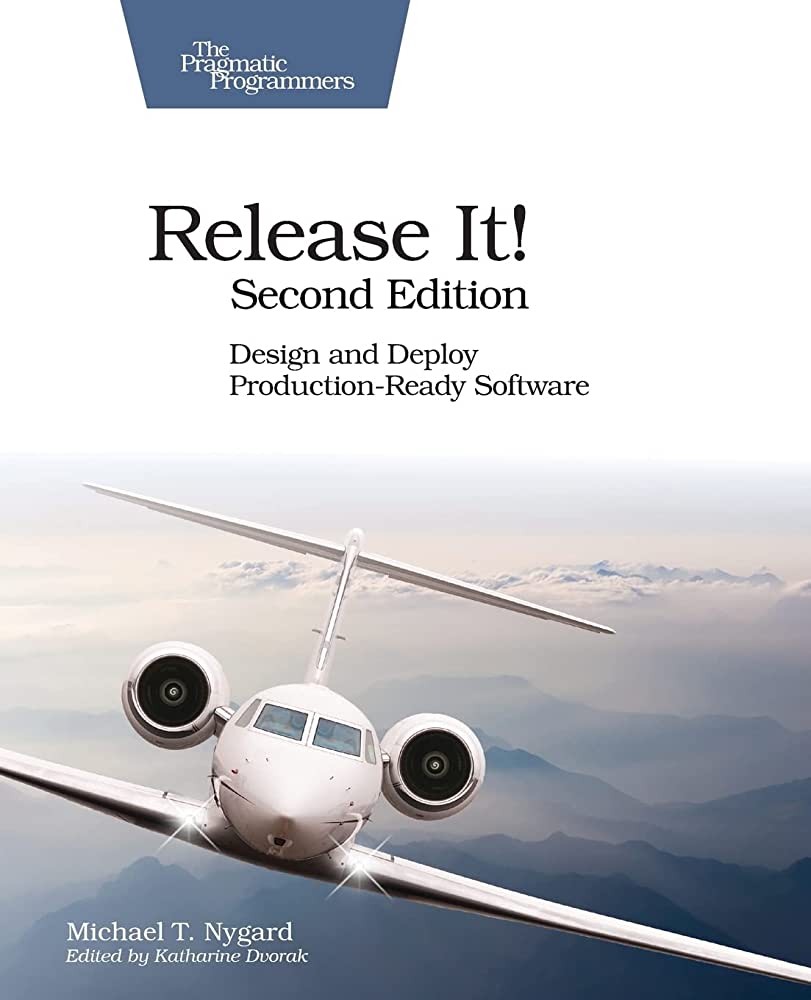 The
Pragmatic
Programmers
Release It!
Second Edition
Design and Deploy
Production-Ready Software
Michael T. Nygard
Edited by Katharine Dvorak